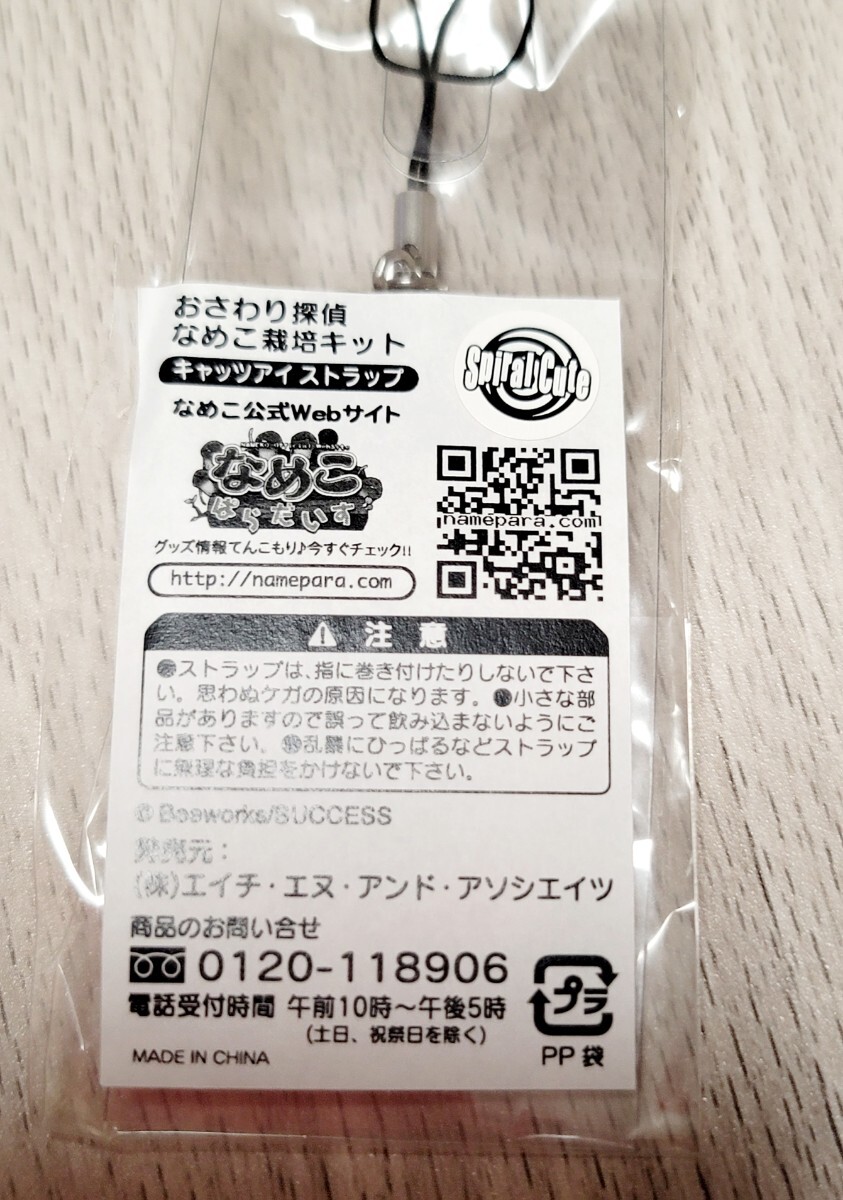 おさわり探偵
なめこ栽培キット
キャッツアイ ストラップ
Spiral Cute
なめこ公式Webサイト
なめこ
ぱらだいす
グッズ情報てんこもり♪今すぐチェック!!
http://namepara.com
namepara.com
注意
ストラップは、指に巻き付けたりしないで下さ
い。思わぬケガの原因になります。小さな部
品がありますので誤って飲み込まないようにご
注意下さい。乱暴にひっぱるなどストラップ
に無理な負担をかけないで下さい。
© Beeworks/SUCCESS
発売元：
(株)エイチ・エヌ・アンド・アソシエイツ
商品のお問い合せ
0120-118906
電話受付時間 午前10時～午後5時
(土日、祝祭日を除く)
MADE IN CHINA
プラ
PP 袋